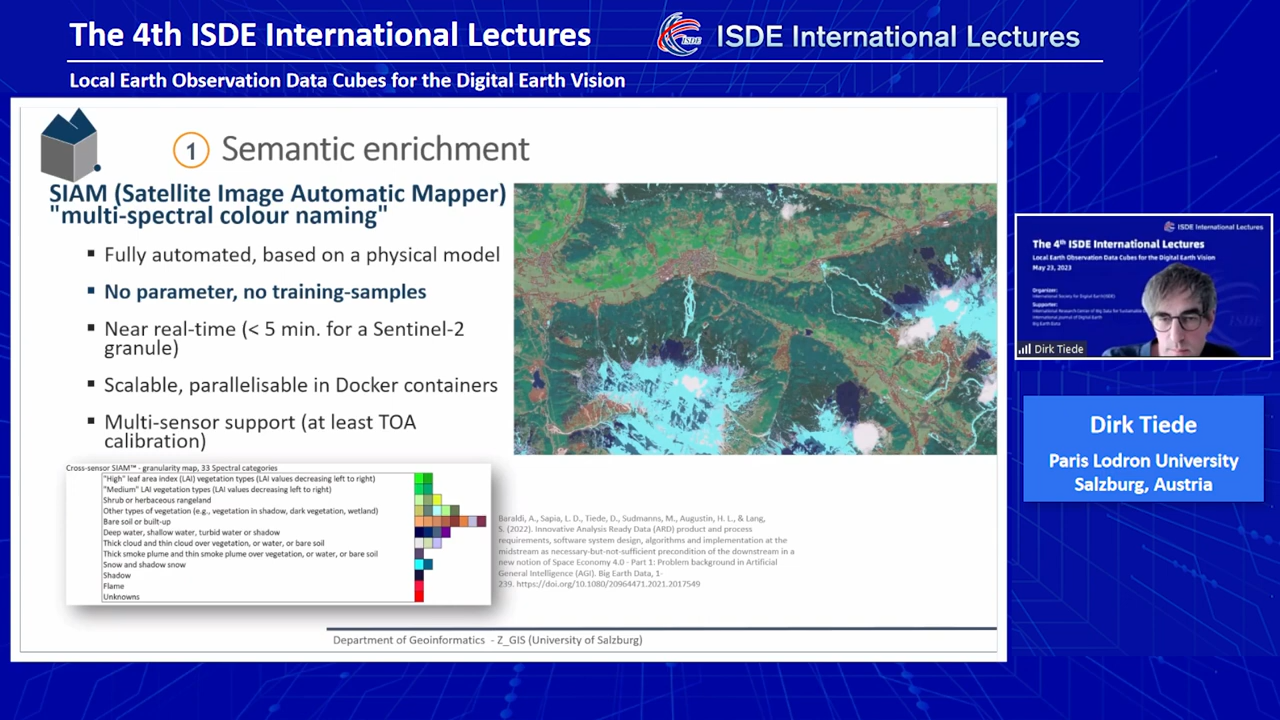 The 4th ISDE International Lectures
ISDE
ISDE International Lectures
Local Earth Observation Data Cubes for the Digital Earth Vision
1 Semantic enrichment
SIAM (Satellite Image Automatic Mapper)
"multi-spectral colour naming"
▪ Fully automated, based on a physical model
▪ No parameter, no training-samples
▪ Near real-time (< 5 min. for a Sentinel-2
granule)
▪ Scalable, parallelisable in Docker containers
▪ Multi-sensor support (at least TOA
calibration)
Cross-sensor SIAM™ - granularity map, 33 Spectral categories
"High" leaf area index (LAI) vegetation types (LAI values decreasing left to right)
"Medium" LAI vegetation types (LAI values decreasing left to right)
Shrub or herbaceous rangeland
Other types of vegetation (e.g., vegetation in shadow, dark vegetation, wetland)
Bare soil or built-up
Deep water, shallow water, turbid water or shadow
Thick cloud and thin cloud over vegetation, or water, or bare soil
Thick smoke plume and thin smoke plume over vegetation, or water, or bare soil
Snow and shadow snow
Shadow
Flame
Unknowns
Baraldi, A., Sapia, L. D., Tiede, D., Sudmanns, M., Augustin, H. L., & Lang,
S. (2022). Innovative Analysis Ready Data (ARD) product and process
requirements, software system design, algorithms and implementation at the
midstream as necessary-but-not-sufficient precondition of the downstream in a
new notion of Space Economy 4.0 - Part 1: Problem background in Artificial
General Intelligence (AGI). Big Earth Data, 1-
239. https://doi.org/10.1080/20964471.2021.2017549
Department of Geoinformatics - Z_GIS (University of Salzburg)
ISDE International Lectures
The 4th ISDE International Lectures
Local Earth Observation Data Cubes for the Digital Earth Vision
May 23, 2023
Organizer:
International Society for Digital Earth(ISDE)
Supporter:
International Research Center of Big Data for Sustainable
International Journal of Digital Earth
Big Earth Data
Dirk Tiede
Dirk Tiede
Paris Lodron University
Salzburg, Austria